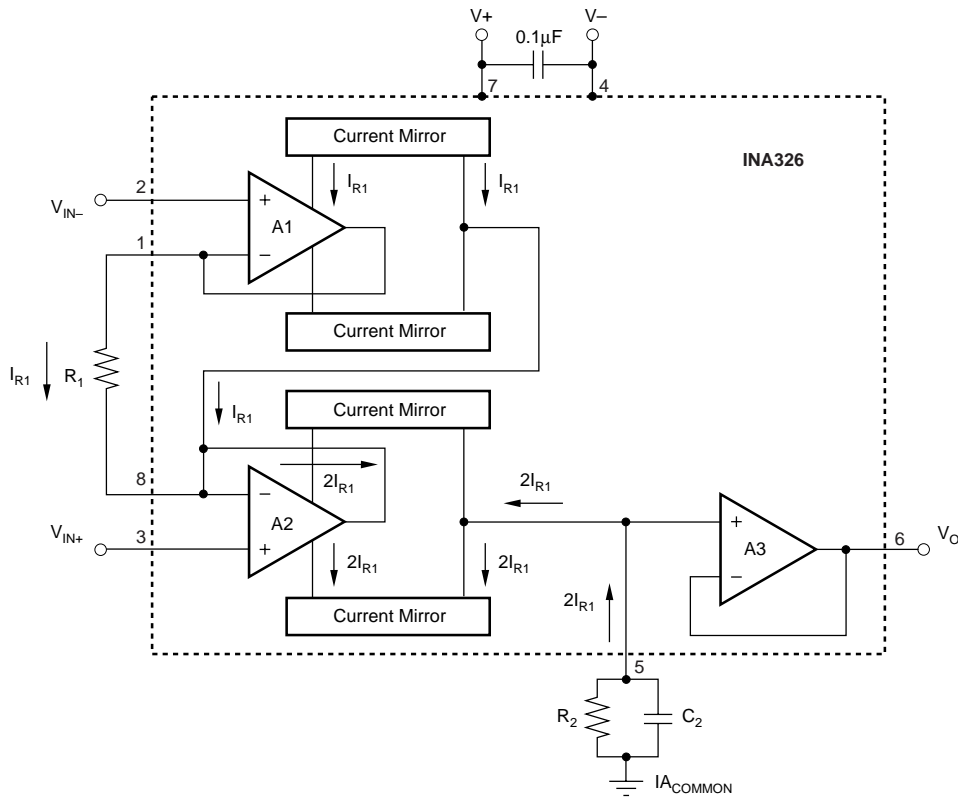 V+
V–
0.1µF
7
4
Current Mirror
INA326
I_R1
I_R1
2
V_IN–
+
A1
1
–
Current Mirror
I_R1
R_1
I_R1
Current Mirror
8
–
2I_R1
2I_R1
A2
+
A3
6
V_O
3
V_IN+
+
–
2I_R1
2I_R1
Current Mirror
2I_R1
5
R_2
C_2
IA_COMMON